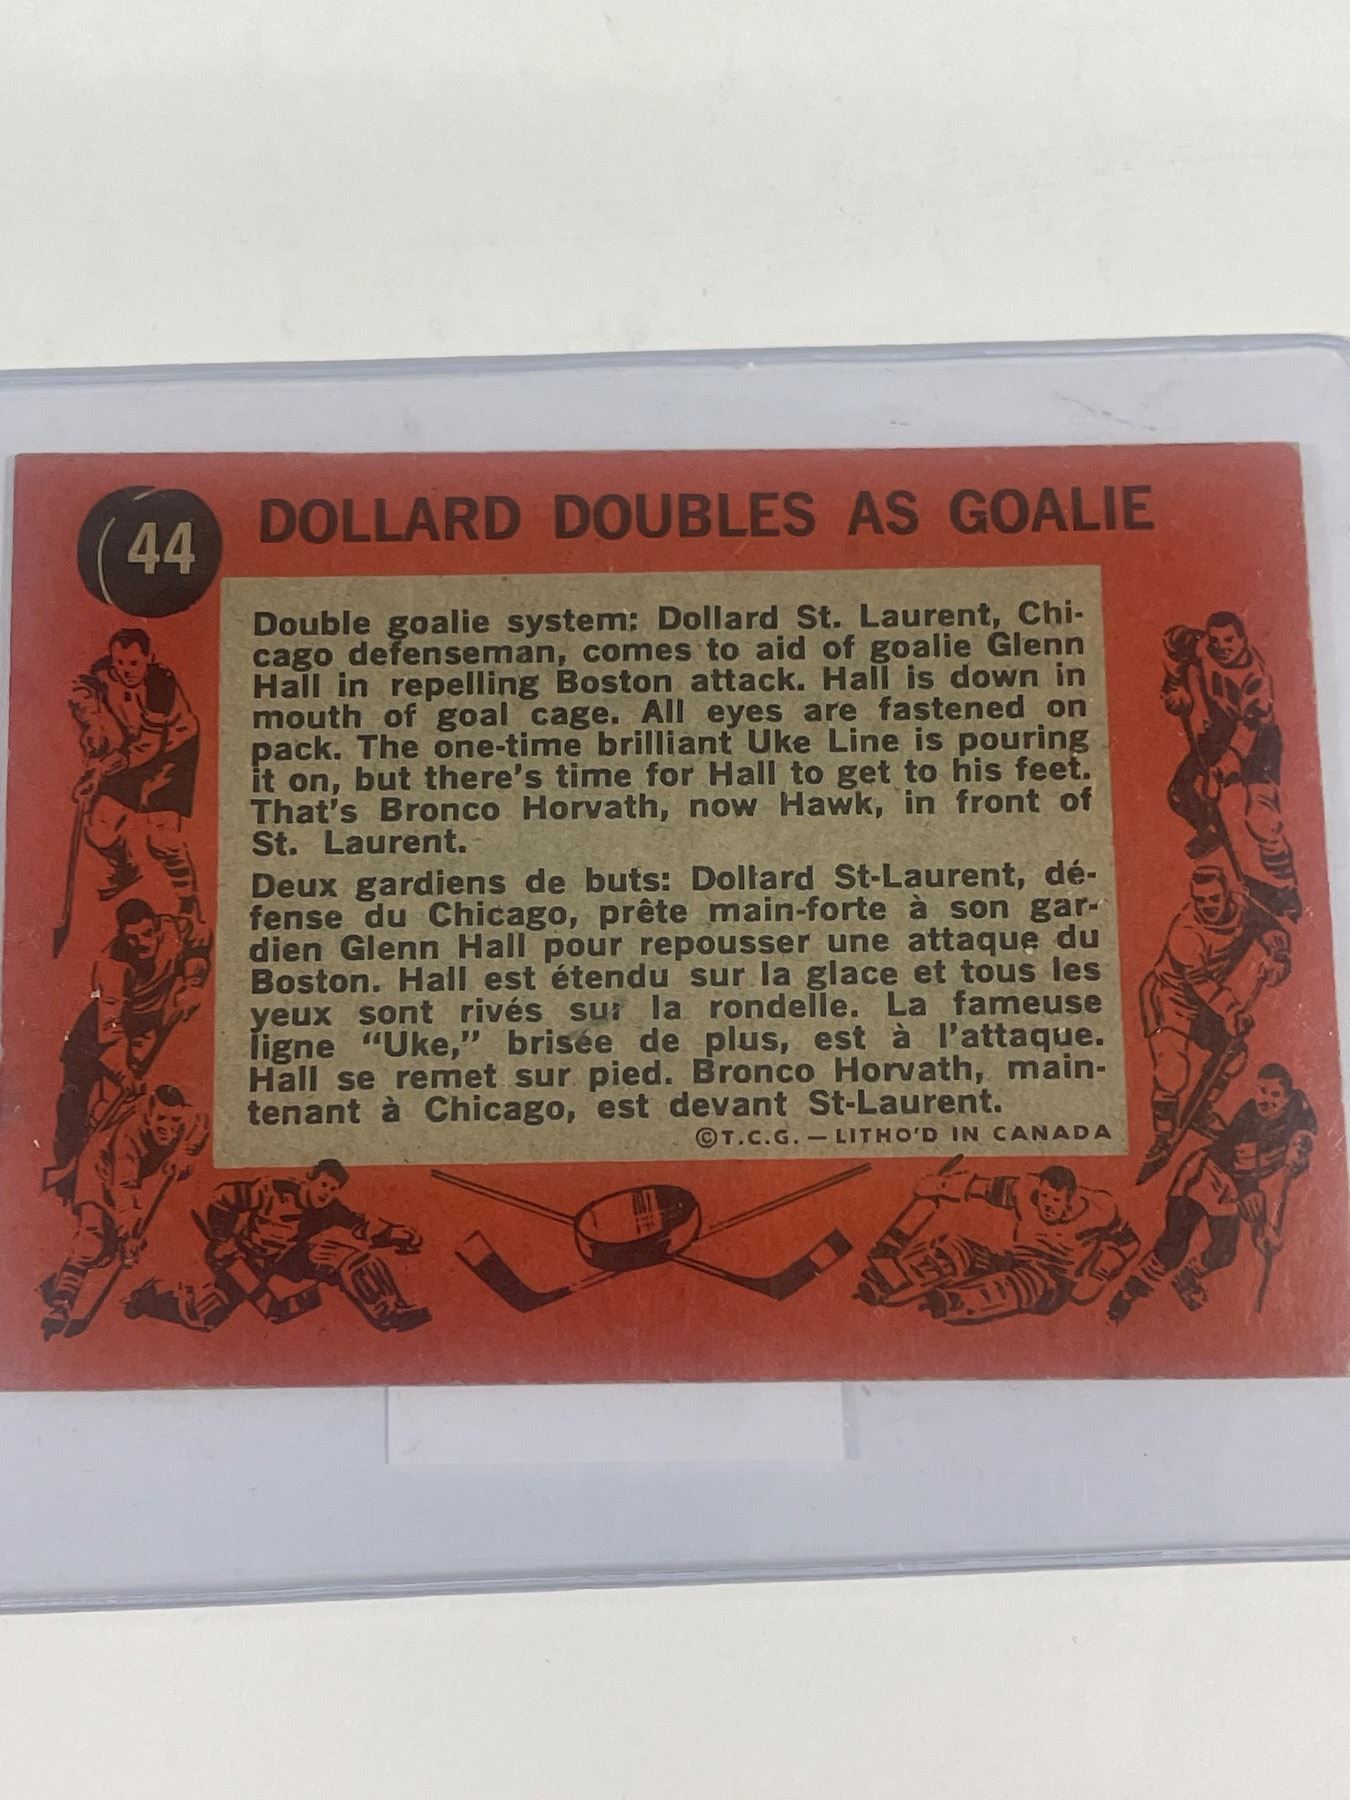 44
DOLLARD DOUBLES AS GOALIE
Double goalie system: Dollard St. Laurent, Chi-
cago defenseman, comes to aid of goalie Glenn
Hall in repelling Boston attack. Hall is down in
mouth of goal cage. All eyes are fastened on
pack. The one-time brilliant Uke Line is pouring
it on, but there's time for Hall to get to his feet.
That's Bronco Horvath, now Hawk, in front of
St. Laurent.
Deux gardiens de buts: Dollard St-Laurent, dé-
fense du Chicago, prête main-forte à son gar-
dien Glenn Hall pour repousser une attaque du
Boston. Hall est étendu sur la glace et tous les
yeux sont rivés sur la rondelle. La fameuse
ligne "Uke," brisée de plus, est à l'attaque.
Hall se remet sur pied. Bronco Horvath, main-
tenant à Chicago, est devant St-Laurent.
©T.C.G. — LITHO'D IN CANADA